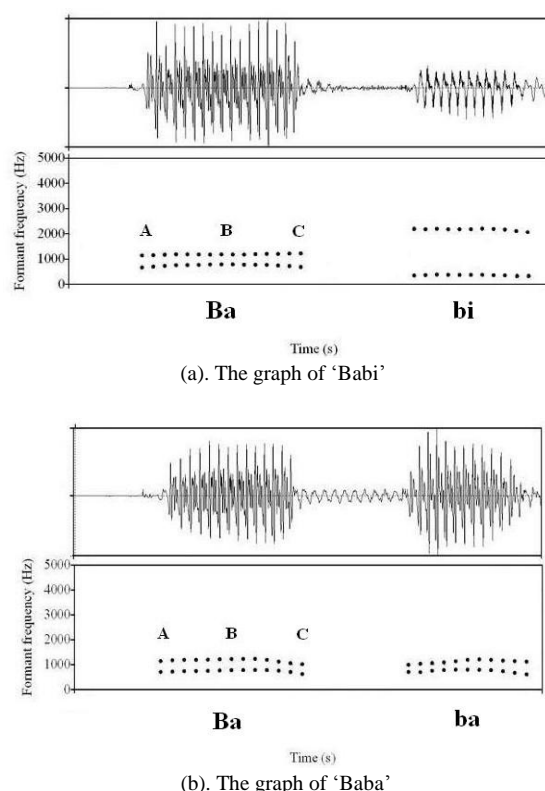 Formant frequency (Hz)
5000
4000
3000
2000
1000
0
A B C
Ba bi
Time (s)
(a). The graph of ‘Babi’
Formant frequency (Hz)
5000
4000
3000
2000
1000
0
A B C
Ba ba
Time (s)
(b). The graph of ‘Baba’